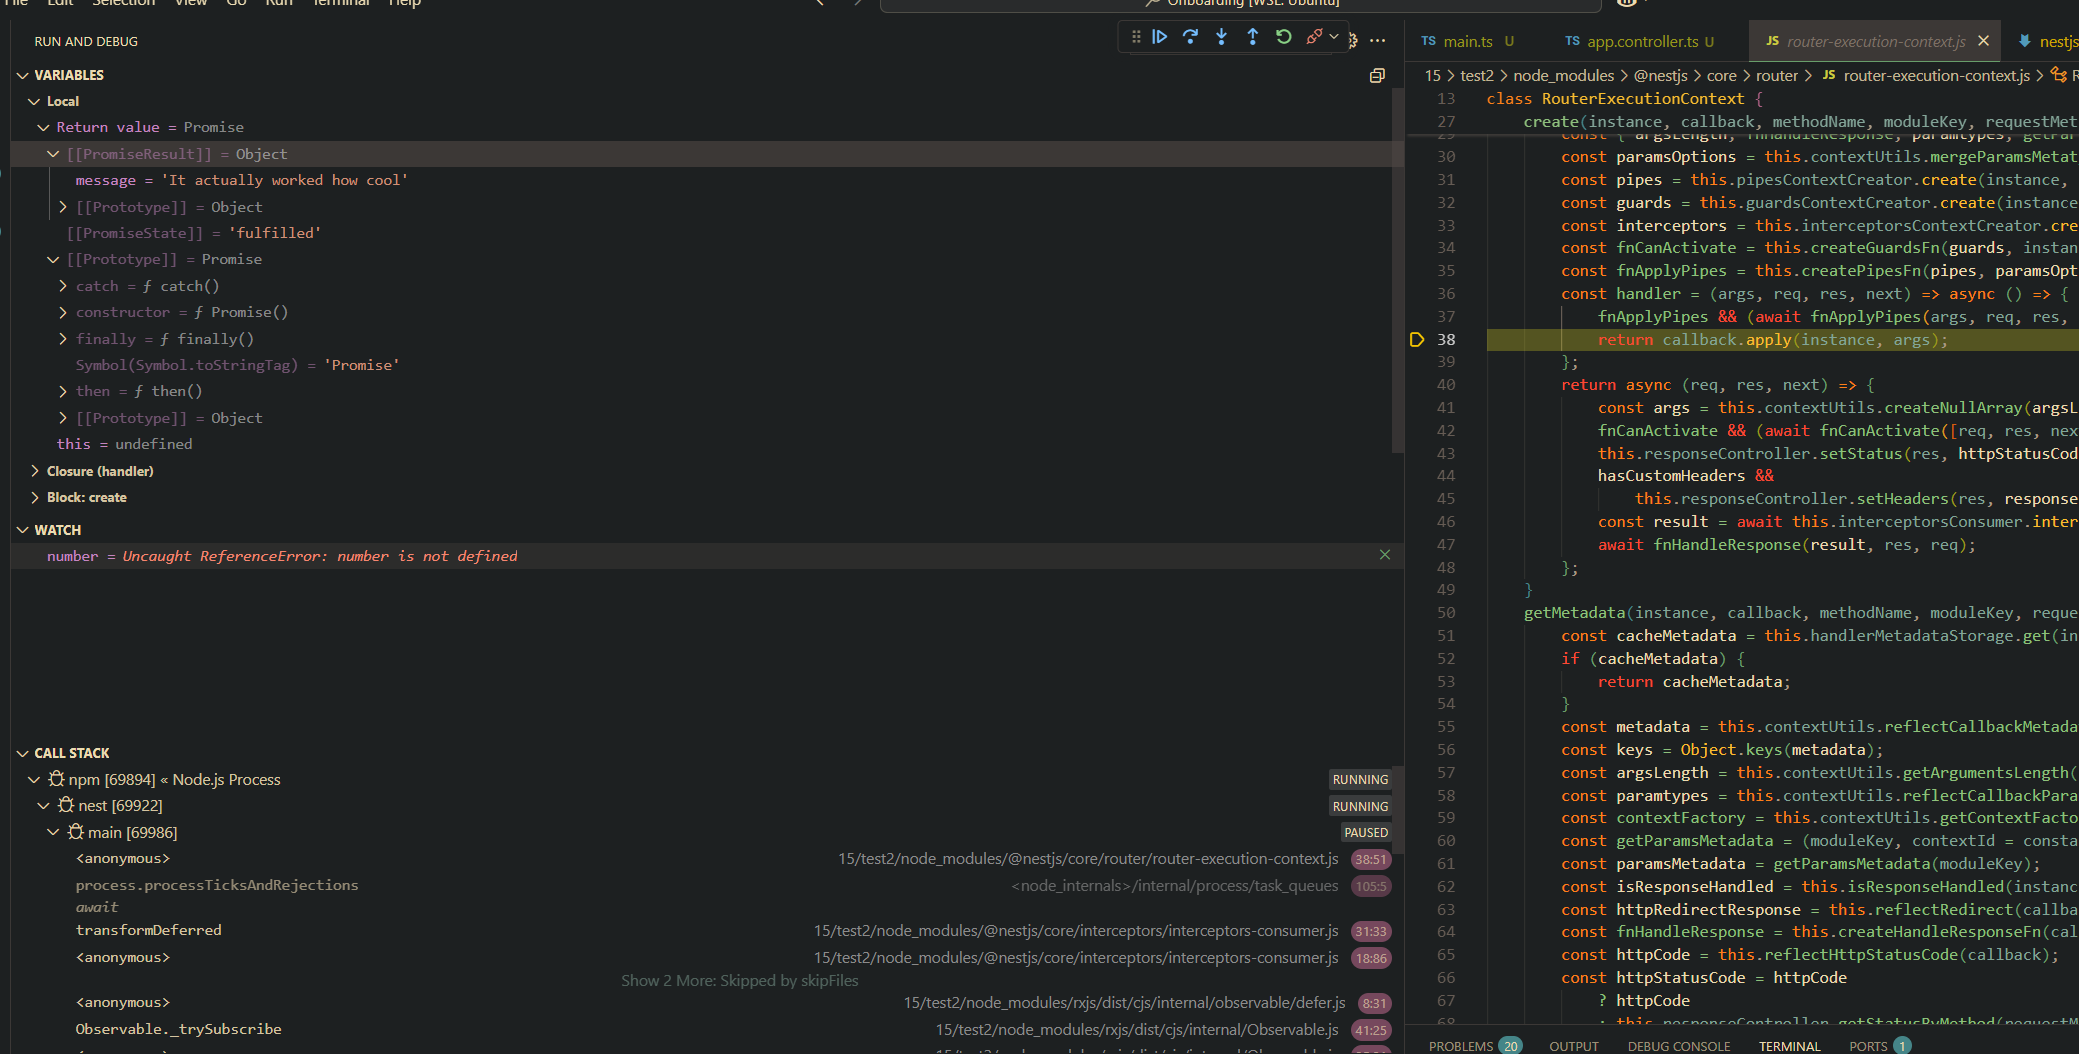 File Edit Selection View Go Run Terminal Help
Onboarding [WSL: Ubuntu]
RUN AND DEBUG
VARIABLES
Local
Return value = Promise
[[PromiseResult]] = Object
message = 'It actually worked how cool'
[[Prototype]] = Object
[[PromiseState]] = 'fulfilled'
[[Prototype]] = Promise
catch = ƒ catch()
constructor = ƒ Promise()
finally = ƒ finally()
Symbol(Symbol.toStringTag) = 'Promise'
then = ƒ then()
[[Prototype]] = Object
this = undefined
Closure (handler)
Block: create
WATCH
number = Uncaught ReferenceError: number is not defined
CALL STACK
npm [69894] « Node.js Process RUNNING
nest [69922] RUNNING
main [69986] PAUSED
<anonymous> 15/test2/node_modules/@nestjs/core/router/router-execution-context.js 38:51
process.processTicksAndRejections <node_internals>/internal/process/task_queues 105:5
await
transformDeferred 15/test2/node_modules/@nestjs/core/interceptors/interceptors-consumer.js 31:33
<anonymous> 15/test2/node_modules/@nestjs/core/interceptors/interceptors-consumer.js 18:86
Show 2 More: Skipped by skipFiles
<anonymous> 15/test2/node_modules/rxjs/dist/cjs/internal/observable/defer.js 8:31
Observable._trySubscribe 15/test2/node_modules/rxjs/dist/cjs/internal/Observable.js 41:25
TS main.ts U TS app.controller.ts U JS router-execution-context.js nestjs
15 > test2 > node_modules > @nestjs > core > router > JS router-execution-context.js > R
13 class RouterExecutionContext {
27 create(instance, callback, methodName, moduleKey, requestMet
29 const { argsLength, fnHandleResponse, paramtypes, getPar
30 const paramsOptions = this.contextUtils.mergeParamsMetat
31 const pipes = this.pipesContextCreator.create(instance,
32 const guards = this.guardsContextCreator.create(instance
33 const interceptors = this.interceptorsContextCreator.cre
34 const fnCanActivate = this.createGuardsFn(guards, instan
35 const fnApplyPipes = this.createPipesFn(pipes, paramsOpt
36 const handler = (args, req, res, next) => async () => {
37 fnApplyPipes && (await fnApplyPipes(args, req, res,
38 return callback.apply(instance, args);
39 };
40 return async (req, res, next) => {
41 const args = this.contextUtils.createNullArray(argsL
42 fnCanActivate && (await fnCanActivate([req, res, nex
43 this.responseController.setStatus(res, httpStatusCod
44 hasCustomHeaders &&
45 this.responseController.setHeaders(res, response
46 const result = await this.interceptorsConsumer.inter
47 await fnHandleResponse(result, res, req);
48 };
49 }
50 getMetadata(instance, callback, methodName, moduleKey, reque
51 const cacheMetadata = this.handlerMetadataStorage.get(in
52 if (cacheMetadata) {
53 return cacheMetadata;
54 }
55 const metadata = this.contextUtils.reflectCallbackMetada
56 const keys = Object.keys(metadata);
57 const argsLength = this.contextUtils.getArgumentsLength(
58 const paramtypes = this.contextUtils.reflectCallbackPara
59 const contextFactory = this.contextUtils.getContextFacto
60 const getParamsMetadata = (moduleKey, contextId = consta
61 const paramsMetadata = getParamsMetadata(moduleKey);
62 const isResponseHandled = this.isResponseHandled(instanc
63 const httpRedirectResponse = this.reflectRedirect(callba
64 const fnHandleResponse = this.createHandleResponseFn(cal
65 const httpCode = this.reflectHttpStatusCode(callback);
66 const httpStatusCode = httpCode
67 ? httpCode
68 : this.responseController.getStatusByMethod(requestM
PROBLEMS 20 OUTPUT DEBUG CONSOLE TERMINAL PORTS 1